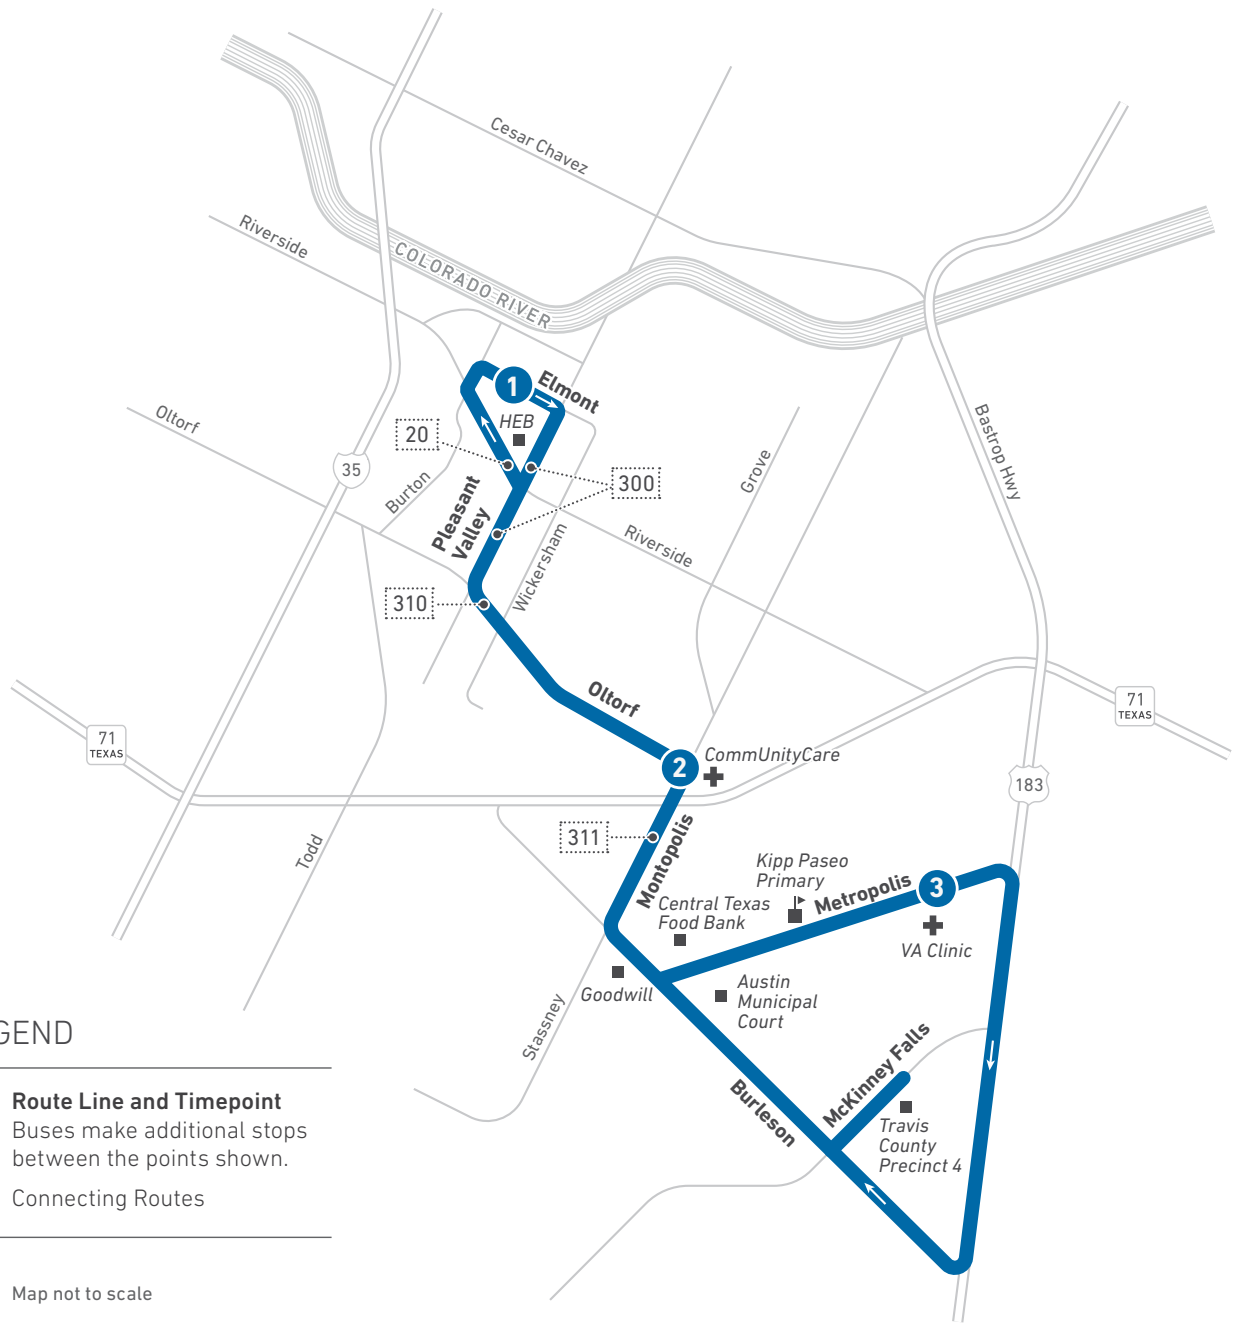 Cesar Chavez
Riverside
COLORADO RIVER
1
Elmont
HEB
Oltorf
20
35
Burton
Pleasant
Valley
300
Grove
Bastrop Hwy
Riverside
Wickersham
310
Oltorf
71
TEXAS
71
TEXAS
2
CommUnityCare
183
311
Montopolis
Todd
Kipp Paseo
Primary
Metropolis
3
Central Texas
Food Bank
VA Clinic
Goodwill
Austin
Municipal
Court
Stassney
McKinney Falls
Burleson
Travis
County
Precinct 4
GEND
Route Line and Timepoint
Buses make additional stops
between the points shown.
Connecting Routes
Map not to scale